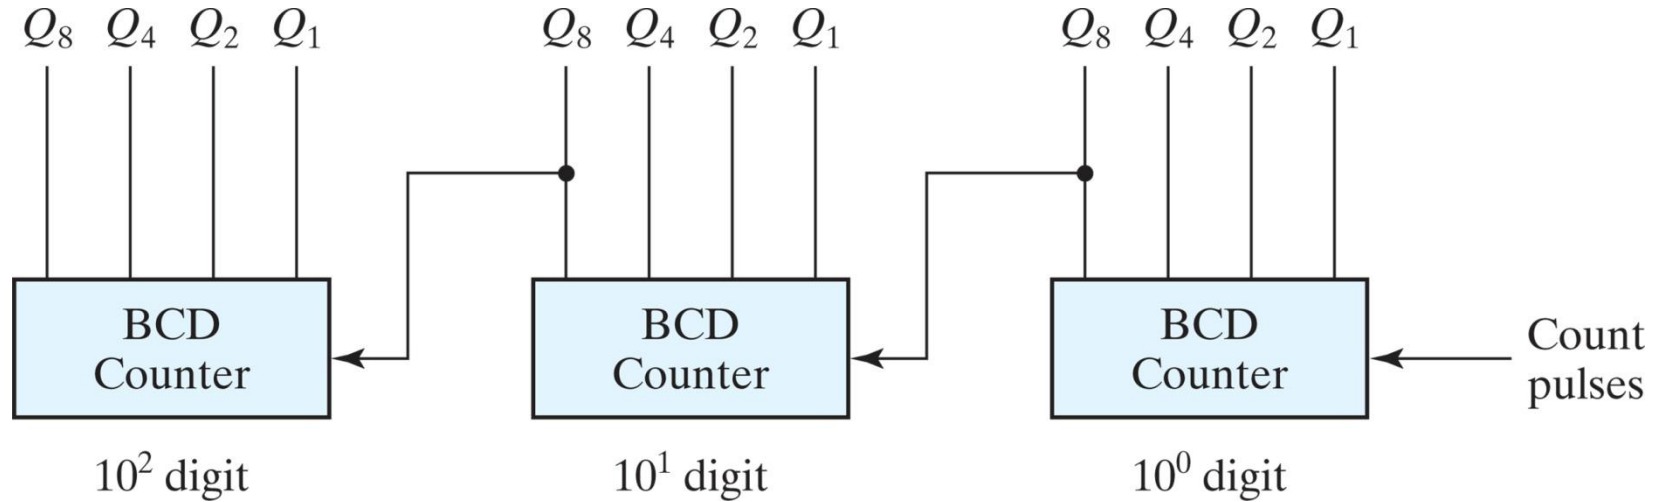 Q₈ Q₄ Q₂ Q₁ Q₈ Q₄ Q₂ Q₁ Q₈ Q₄ Q₂ Q₁
BCD
Counter
BCD
Counter
BCD
Counter
Count
pulses
10² digit
10¹ digit
10⁰ digit